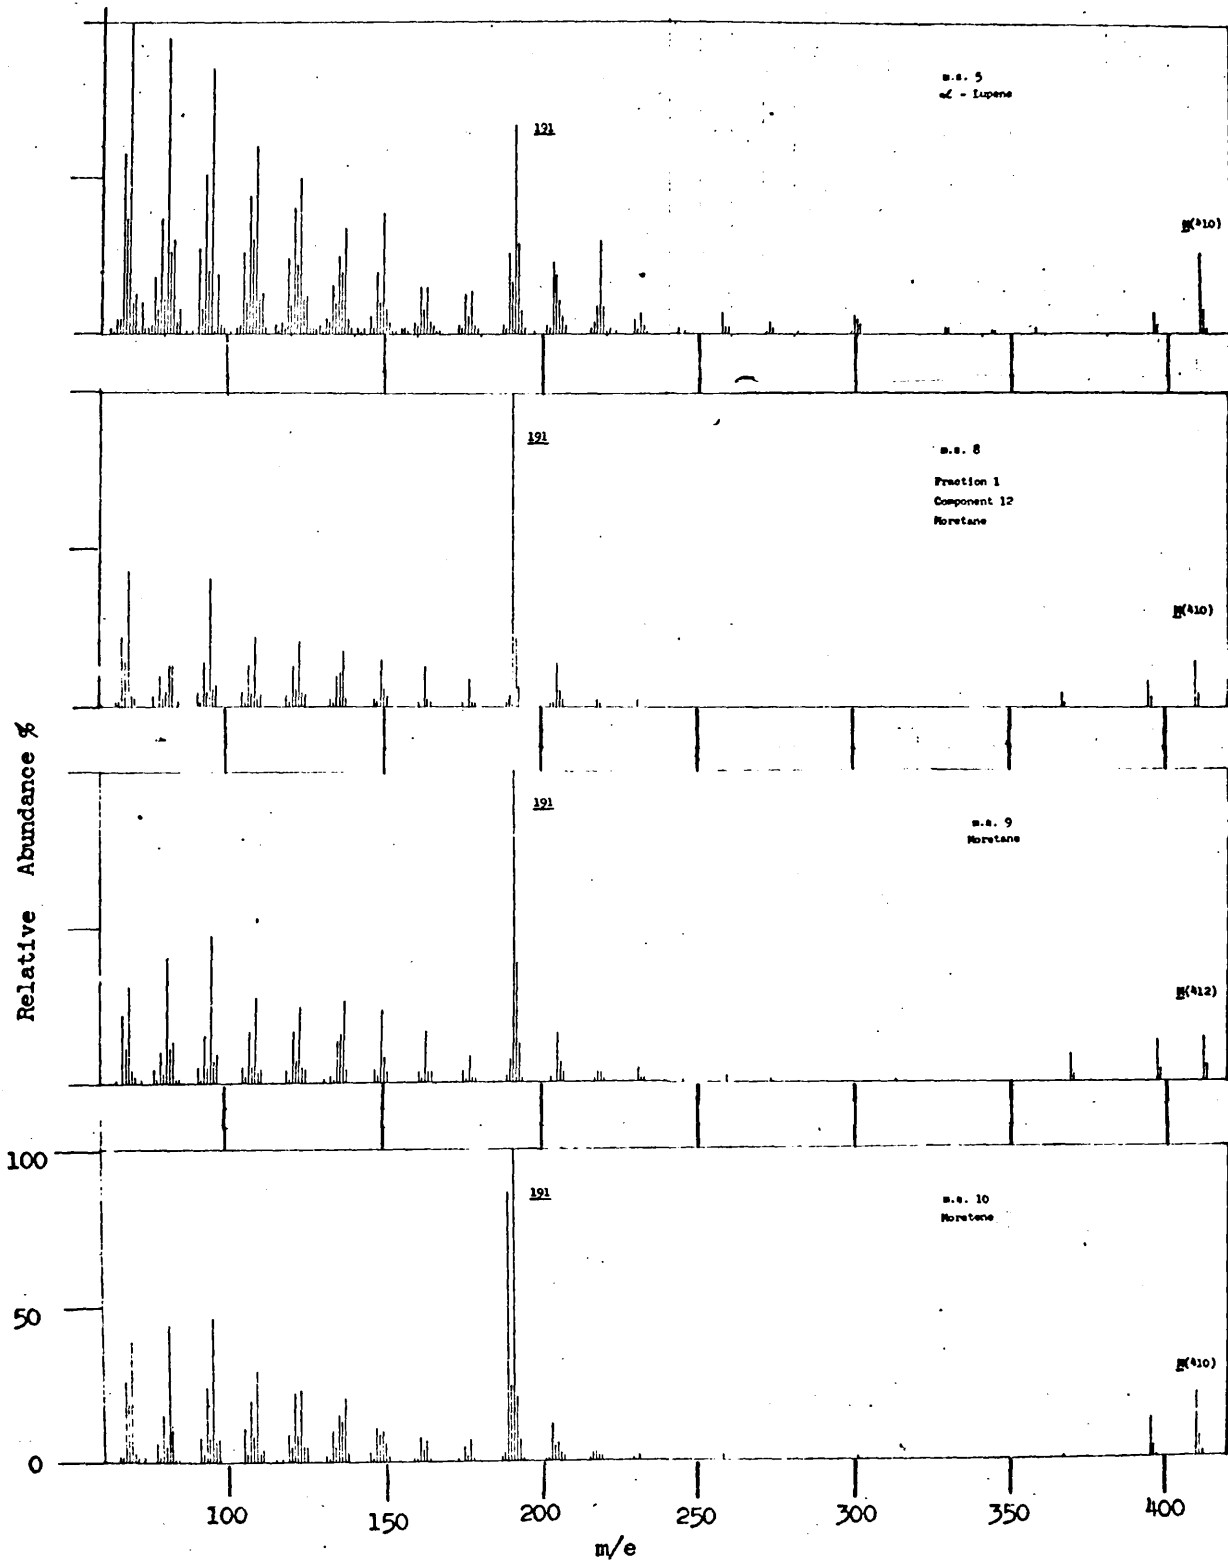 m.s. 5
α - Lupene
191
M(410)
191
m.s. 8
Fraction 1
Component 12
Moretane
M(410)
191
m.s. 9
Moretane
M(412)
Relative Abundance %
100
191
m.s. 10
Moretene
50
M(410)
0
100
150
200
250
300
350
400
m/e